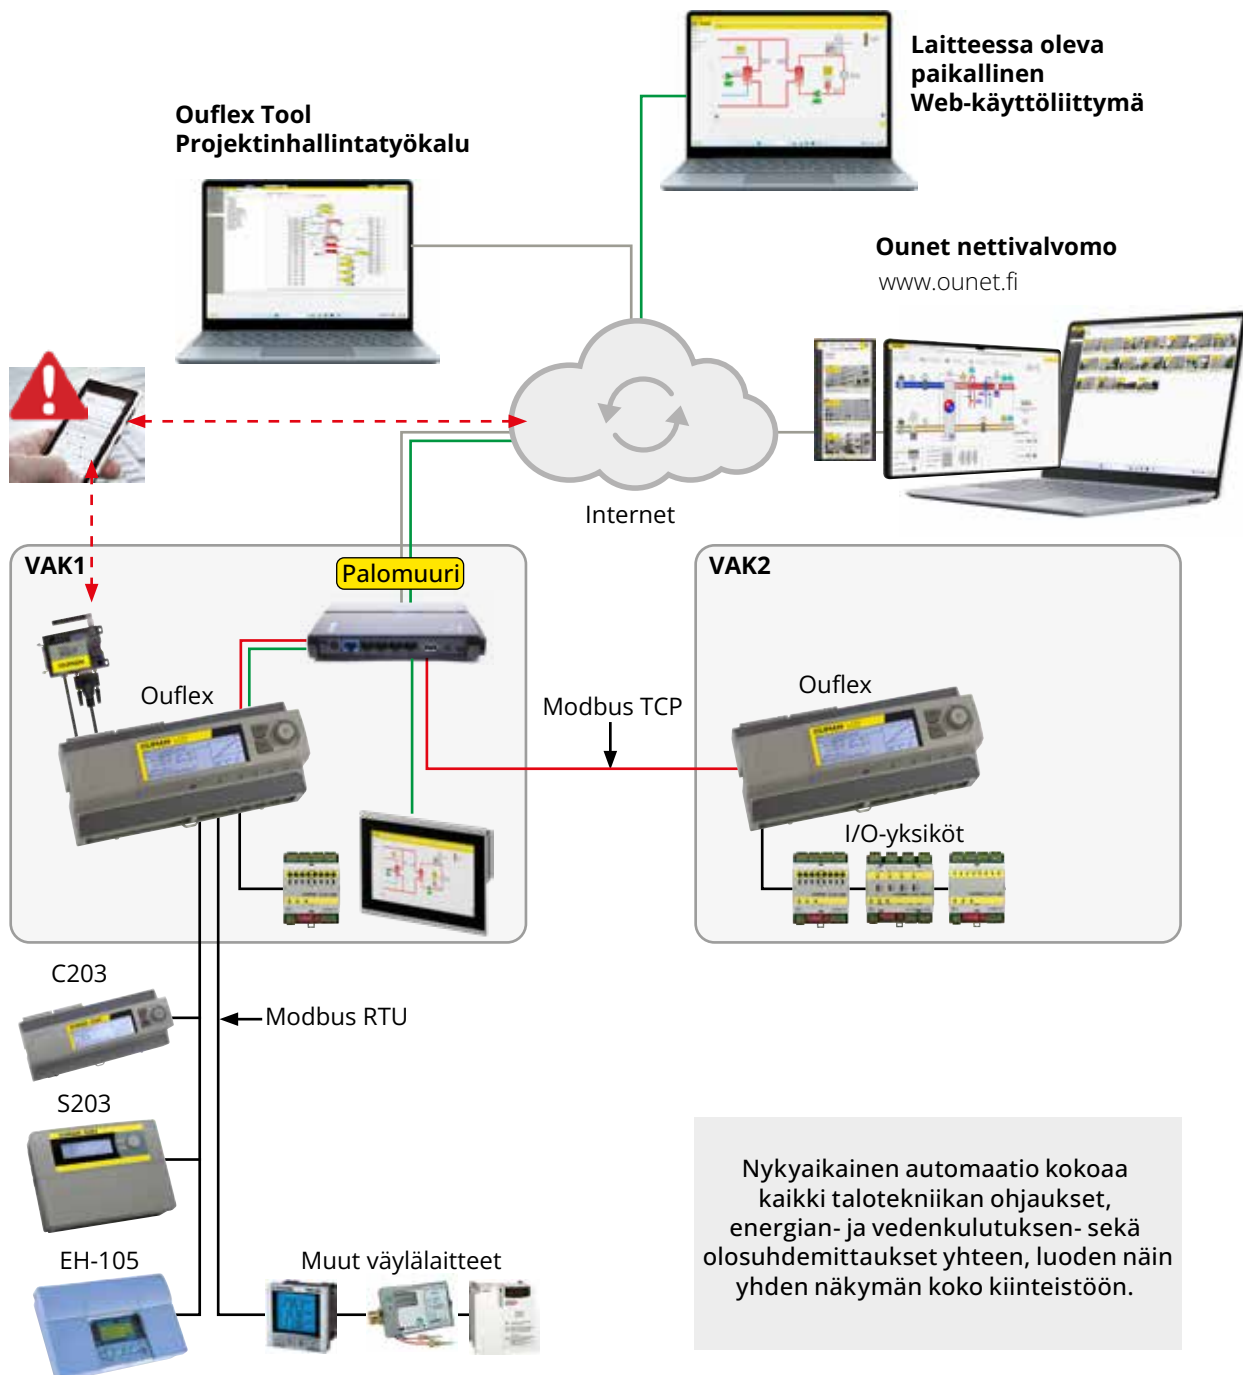 Laitteessa oleva
paikallinen
Web-käyttöliittymä
Ouflex Tool
Projektinhallintatyökalu
Ounet nettivalvomo
www.ounet.fi
Internet
VAK1
Palomuuri
VAK2
Ouflex
Modbus TCP
Ouflex
I/O-yksiköt
C203
Modbus RTU
S203
EH-105
Muut väylälaitteet
Nykyaikainen automaatio kokoaa
kaikki talotekniikan ohjaukset,
energian- ja vedenkulutuksen- sekä
olosuhdemittaukset yhteen, luoden näin
yhden näkymän koko kiinteistöön.